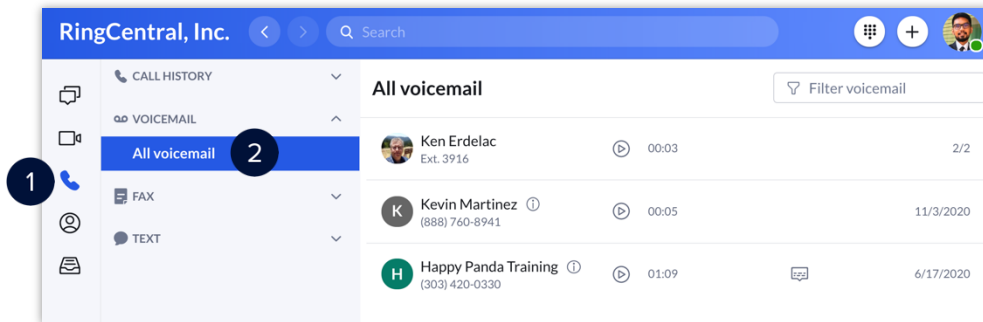 RingCentral, Inc. Search
CALL HISTORY
VOICEMAIL
All voicemail 2
1
FAX
TEXT
All voicemail
Filter voicemail
Ken Erdelac
Ext. 3916
00:03
2/2
K
Kevin Martinez
(888) 760-8941
00:05
11/3/2020
H
Happy Panda Training
(303) 420-0330
01:09
6/17/2020